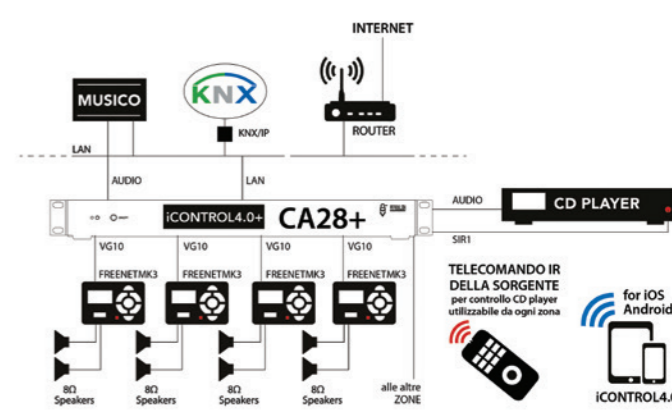 INTERNET
MUSICO
KNX
KNX/IP
ROUTER
LAN
AUDIO
LAN
iCONTROL4.0+
CA28+
AUDIO
CD PLAYER
SIR1
VG10
VG10
VG10
VG10
FREENETMK3
FREENETMK3
FREENETMK3
FREENETMK3
TELECOMANDO IR
DELLA SORGENTE
per controllo CD player
utilizzabile da ogni zona
for iOS
Android
8Ω
Speakers
8Ω
Speakers
8Ω
Speakers
8Ω
Speakers
alle altre
ZONE
iCONTROL4.